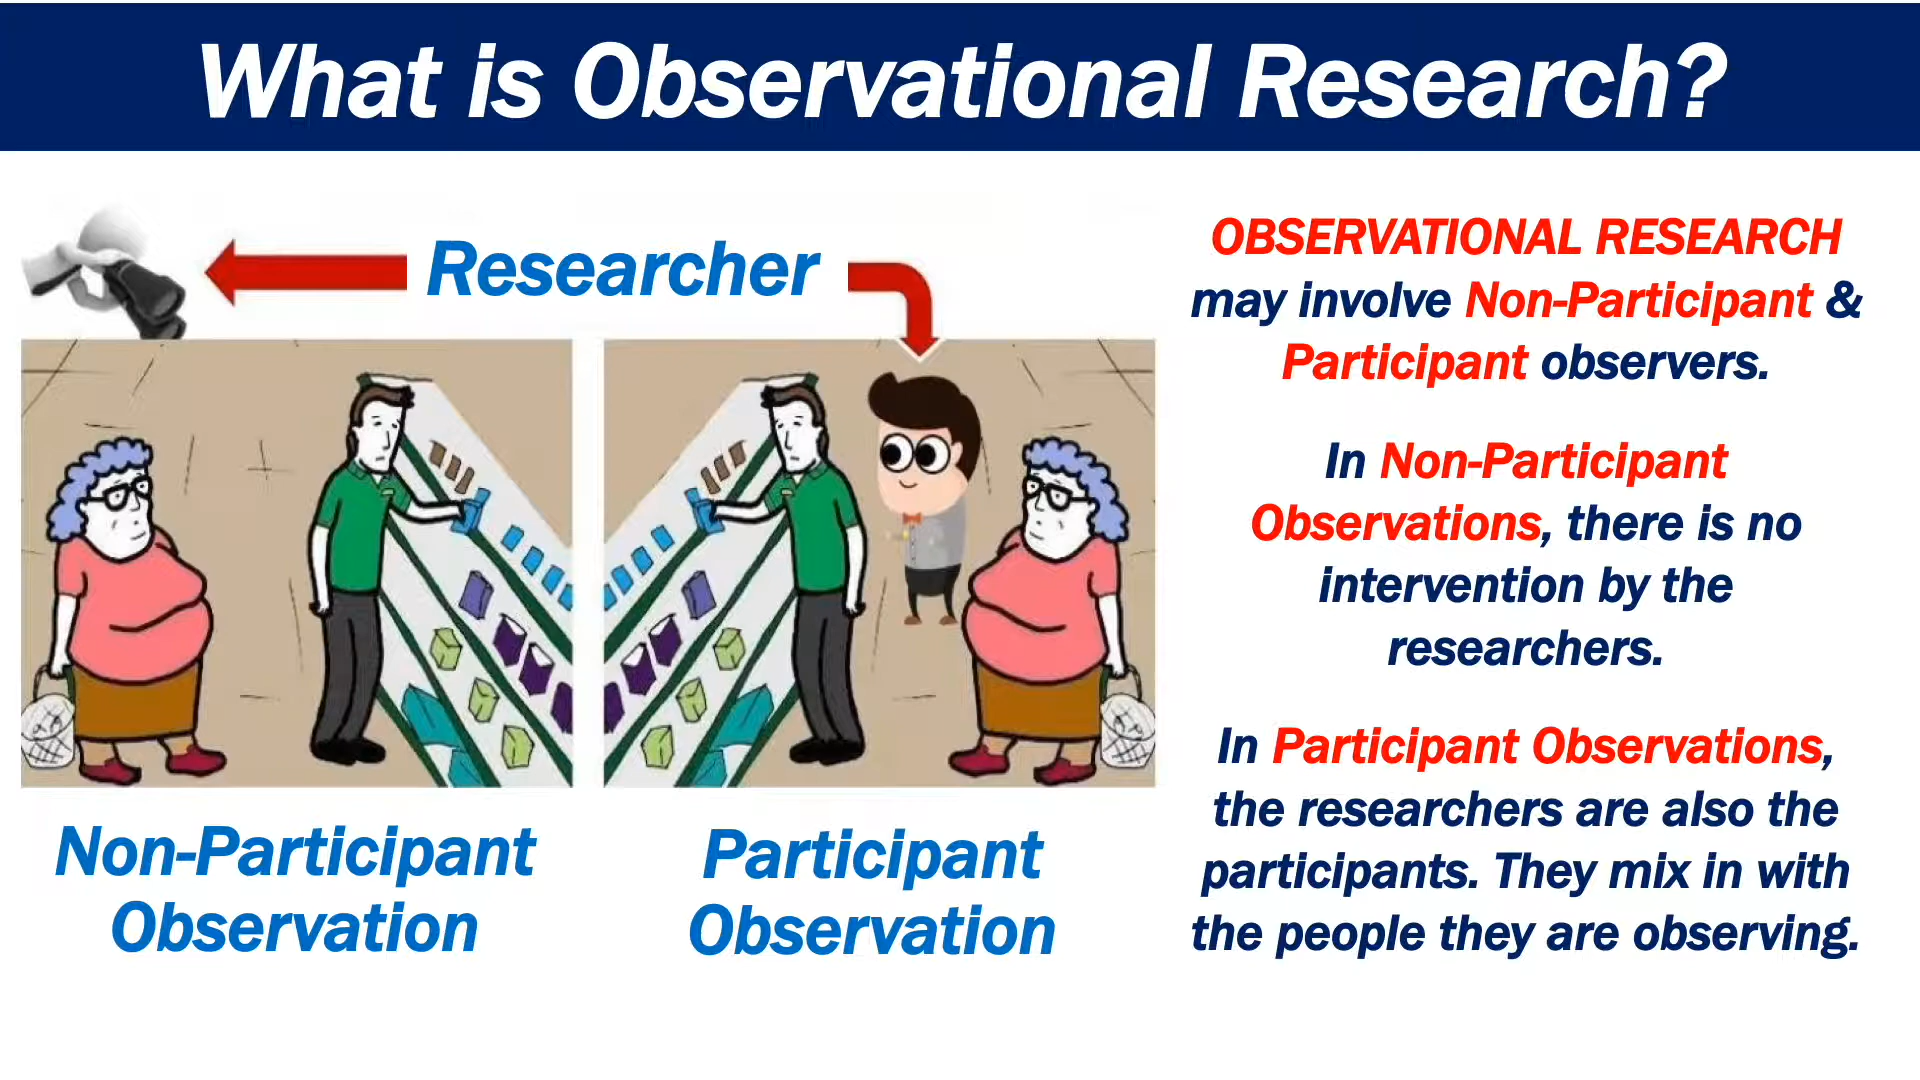 What is Observational Research?
Researcher
Non-Participant
Observation
Participant
Observation
OBSERVATIONAL RESEARCH
may involve Non-Participant &
Participant observers.
In Non-Participant
Observations, there is no
intervention by the
researchers.
In Participant Observations,
the researchers are also the
participants. They mix in with
the people they are observing.